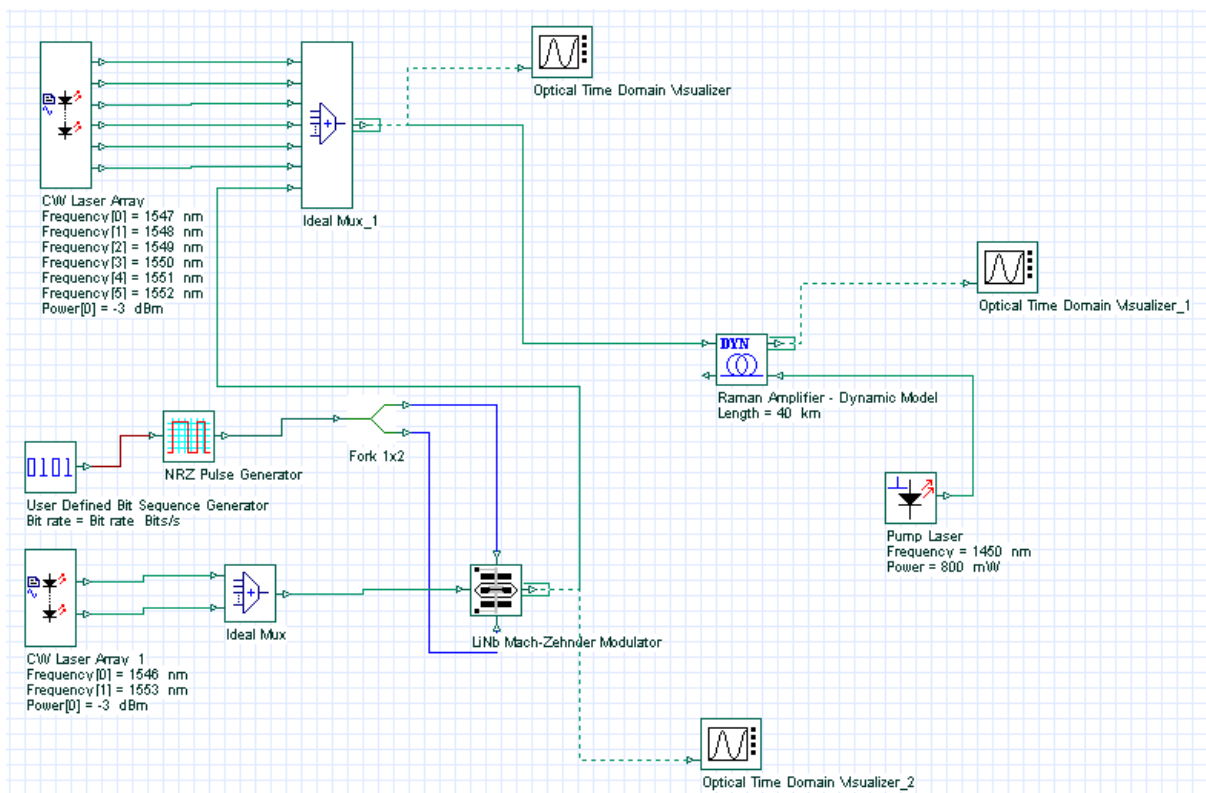 Optical Time Domain Visualizer
CW Laser Array
Frequency[0] = 1547 nm
Frequency[1] = 1548 nm
Frequency[2] = 1549 nm
Frequency[3] = 1550 nm
Frequency[4] = 1551 nm
Frequency[5] = 1552 nm
Power[0] = -3 dBm
Ideal Mux_1
Optical Time Domain Visualizer_1
DYN
Raman Amplifier - Dynamic Model
Length = 40 km
Fork 1x2
NRZ Pulse Generator
0101
User Defined Bit Sequence Generator
Bit rate = Bit rate Bits/s
Pump Laser
Frequency = 1450 nm
Power = 800 mW
Ideal Mux
LiNb Mach-Zehnder Modulator
CW Laser Array 1
Frequency[0] = 1546 nm
Frequency[1] = 1553 nm
Power[0] = -3 dBm
Optical Time Domain Visualizer_2